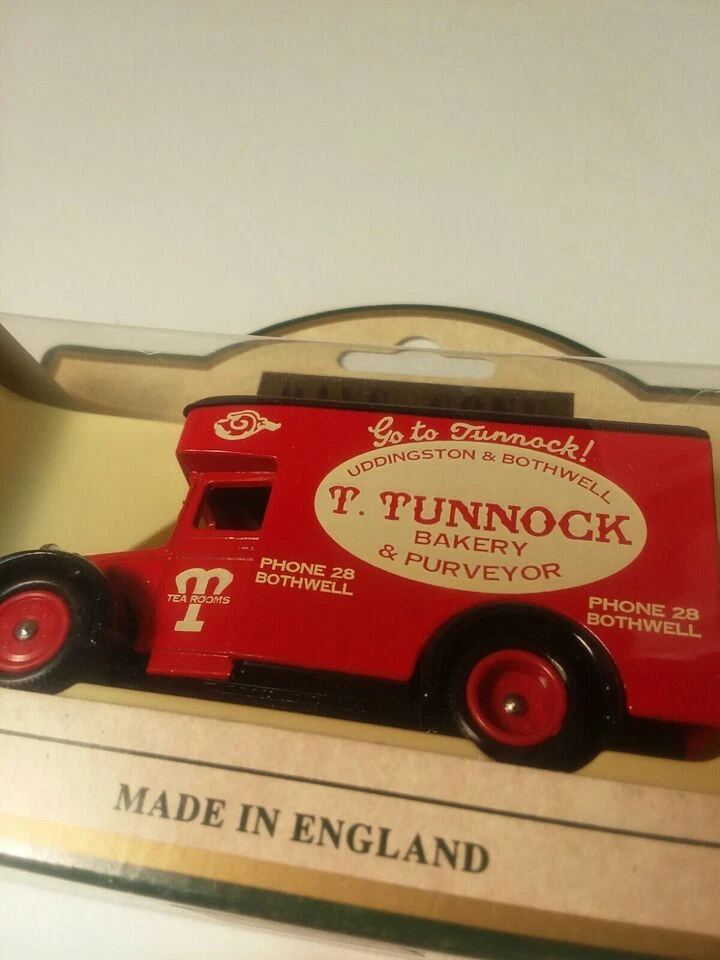 Go to Tunnock!
UDDINGSTON & BOTHWELL
T. TUNNOCK
BAKERY
& PURVEYOR
PHONE 28
BOTHWELL
T
TEA ROOMS
PHONE 28
BOTHWELL
MADE IN ENGLAND